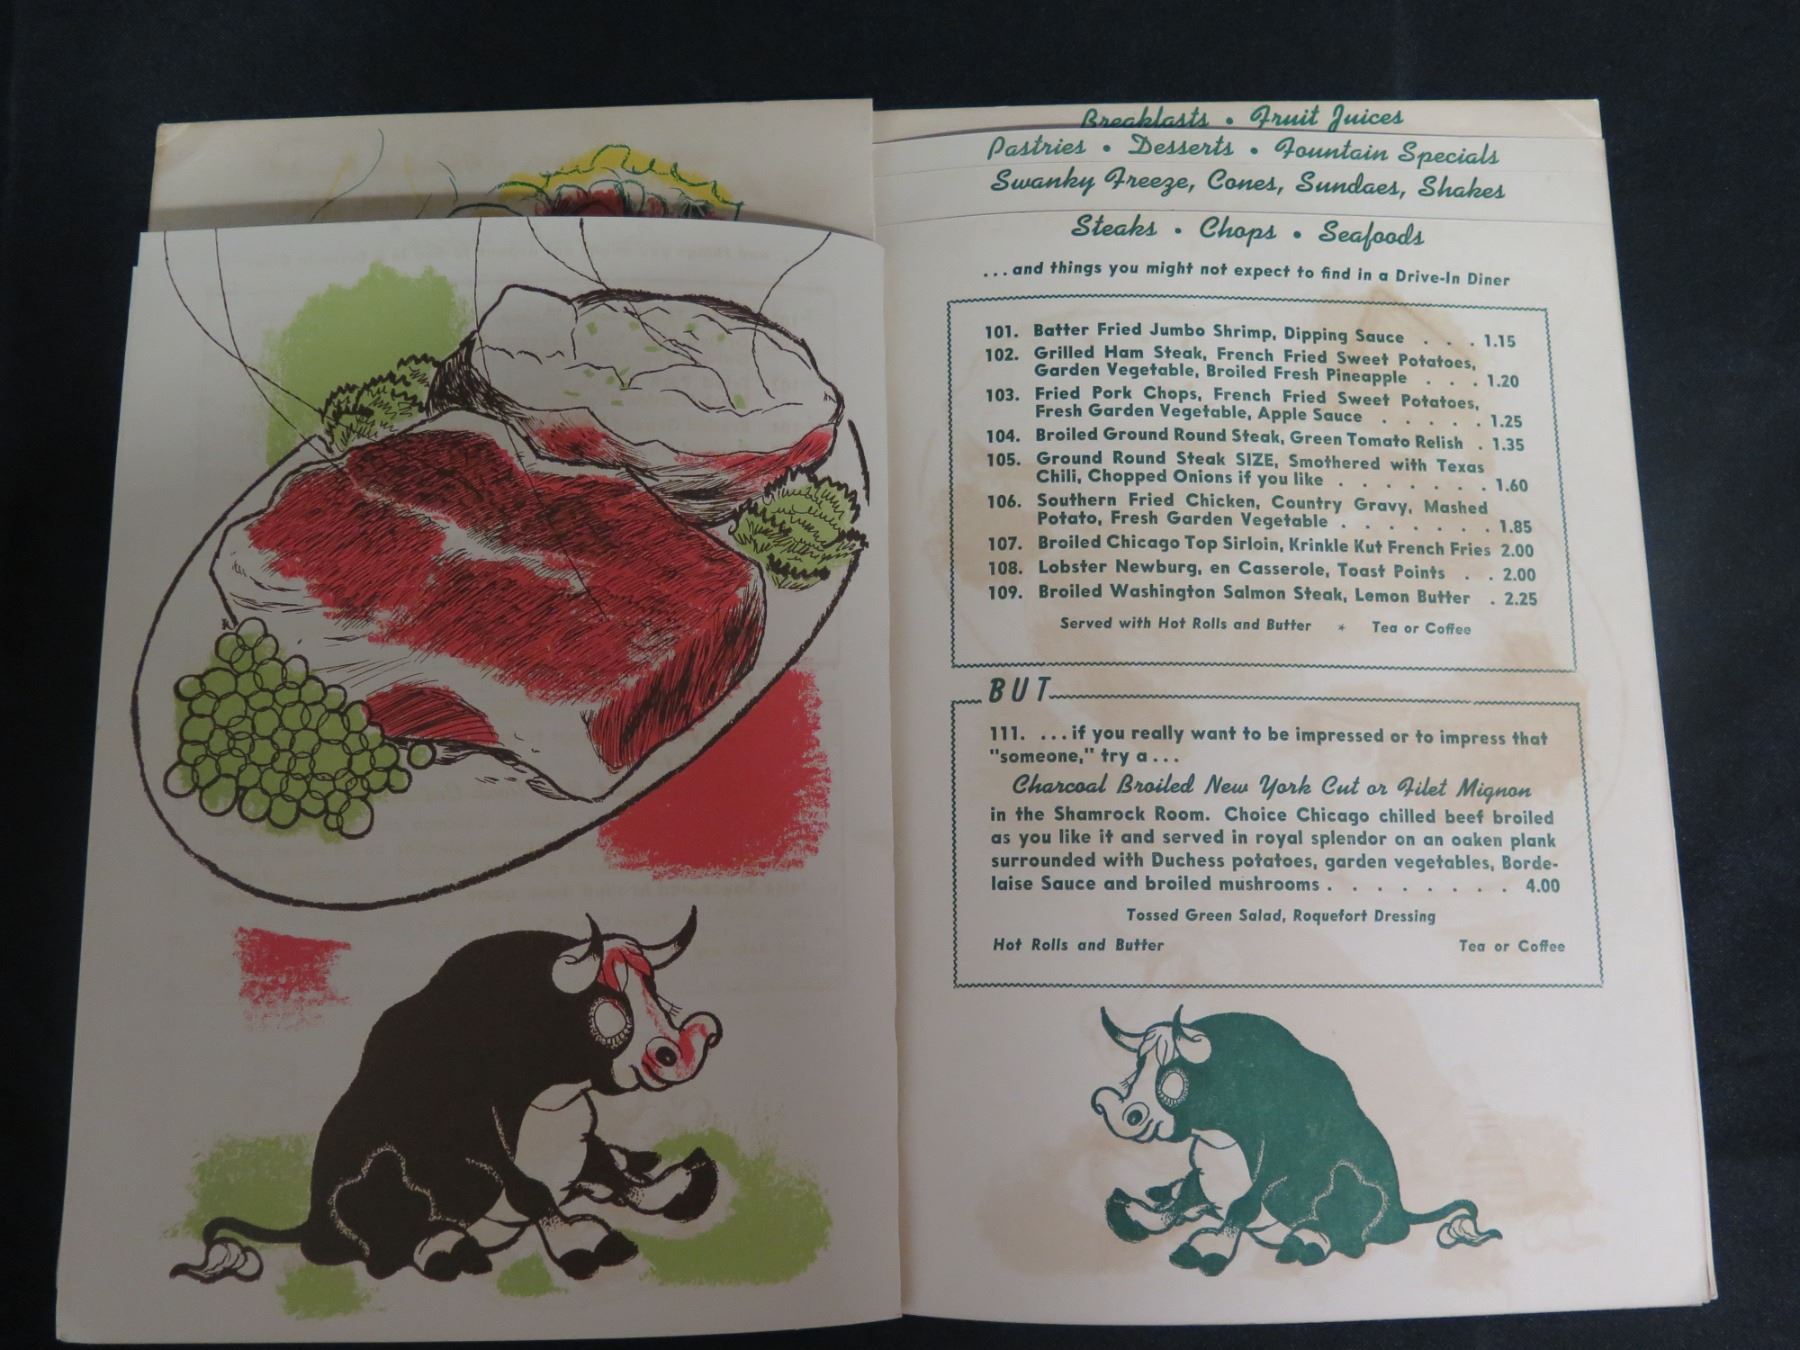 Breakfasts • Fruit Juices
Pastries • Desserts • Fountain Specials
Swanky Freeze, Cones, Sundaes, Shakes
Steaks • Chops • Seafoods
...and things you might not expect to find in a Drive-In Diner
101. Batter Fried Jumbo Shrimp, Dipping Sauce . . . 1.15
102. Grilled Ham Steak, French Fried Sweet Potatoes,
Garden Vegetable, Broiled Fresh Pineapple . . . 1.20
103. Fried Pork Chops, French Fried Sweet Potatoes,
Fresh Garden Vegetable, Apple Sauce . . . . . 1.25
104. Broiled Ground Round Steak, Green Tomato Relish . 1.35
105. Ground Round Steak SIZE, Smothered with Texas
Chili, Chopped Onions if you like . . . . . . . 1.60
106. Southern Fried Chicken, Country Gravy, Mashed
Potato, Fresh Garden Vegetable . . . . . . . 1.85
107. Broiled Chicago Top Sirloin, Krinkle Kut French Fries 2.00
108. Lobster Newburg, en Casserole, Toast Points . . 2.00
109. Broiled Washington Salmon Steak, Lemon Butter . 2.25
Served with Hot Rolls and Butter * Tea or Coffee
BUT
111. ...if you really want to be impressed or to impress that
"someone," try a...
Charcoal Broiled New York Cut or Filet Mignon
in the Shamrock Room. Choice Chicago chilled beef broiled
as you like it and served in royal splendor on an oaken plank
surrounded with Duchess potatoes, garden vegetables, Borde-
laise Sauce and broiled mushrooms . . . . . . . . 4.00
Tossed Green Salad, Roquefort Dressing
Hot Rolls and Butter Tea or Coffee